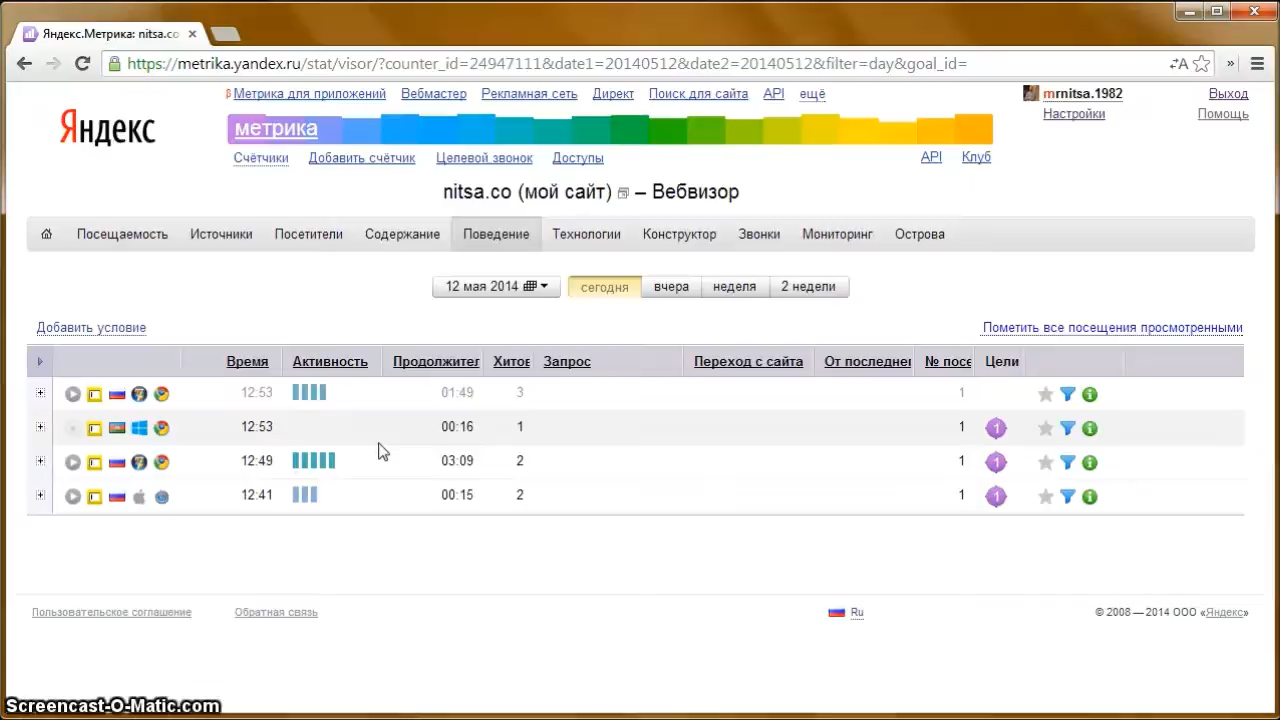 Яндекс.Метрика: nitsa.co
https://metrika.yandex.ru/stat/visor/?counter_id=24947111&date1=20140512&date2=20140512&filter=day&goal_id=
β Метрика для приложений Вебмастер Рекламная сеть Директ Поиск для сайта API ещё mrnitsa.1982 Выход
Яндекс метрика Настройки Помощь
Счётчики Добавить счётчик Целевой звонок Доступы API Клуб
nitsa.co (мой сайт) – Вебвизор
Посещаемость Источники Посетители Содержание Поведение Технологии Конструктор Звонки Мониторинг Острова
12 мая 2014 сегодня вчера неделя 2 недели
Добавить условие Пометить все посещения просмотренными
Время Активность Продолжител Хитов Запрос Переход с сайта От последнег № посе Цели
12:53 01:49 3 1
12:53 00:16 1 1 1
12:49 03:09 2 1 1
12:41 00:15 2 1 1
Пользовательское соглашение Обратная связь Ru © 2008 — 2014 ООО «Яндекс»
Screencast-O-Matic.com